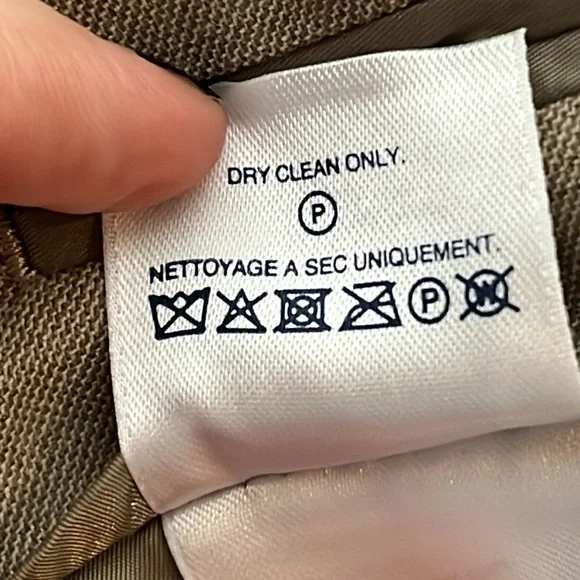 DRY CLEAN ONLY.
P
NETTOYAGE A SEC UNIQUEMENT.
P W